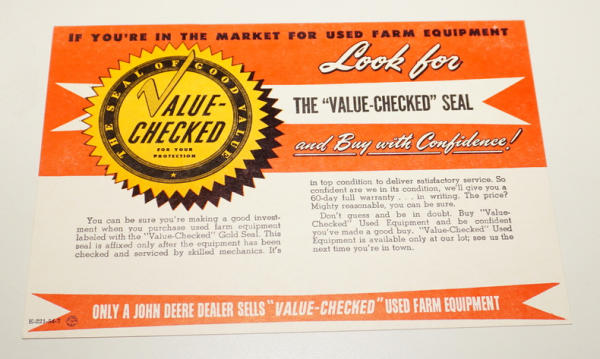 IF YOU'RE IN THE MARKET FOR USED FARM EQUIPMENT
Look for
THE "VALUE-CHECKED" SEAL
and Buy with Confidence!
THE SEAL OF GOOD VALUE
VALUE-
CHECKED
FOR YOUR
PROTECTION
You can be sure you're making a good invest-
ment when you purchase used farm equipment
labeled with the "Value-Checked" Gold Seal. This
seal is affixed only after the equipment has been
checked and serviced by skilled mechanics. It's
in top condition to deliver satisfactory service. So
confident are we in its condition, we'll give you a
60-day full warranty . . . in writing. The price?
Mighty reasonable, you can be sure.
Don't guess and be in doubt. Buy "Value-
Checked" Used Equipment and be confident
you've made a good buy. "Value-Checked" Used
Equipment is available only at our lot; see us the
next time you're in town.
ONLY A JOHN DEERE DEALER SELLS "VALUE-CHECKED" USED FARM EQUIPMENT